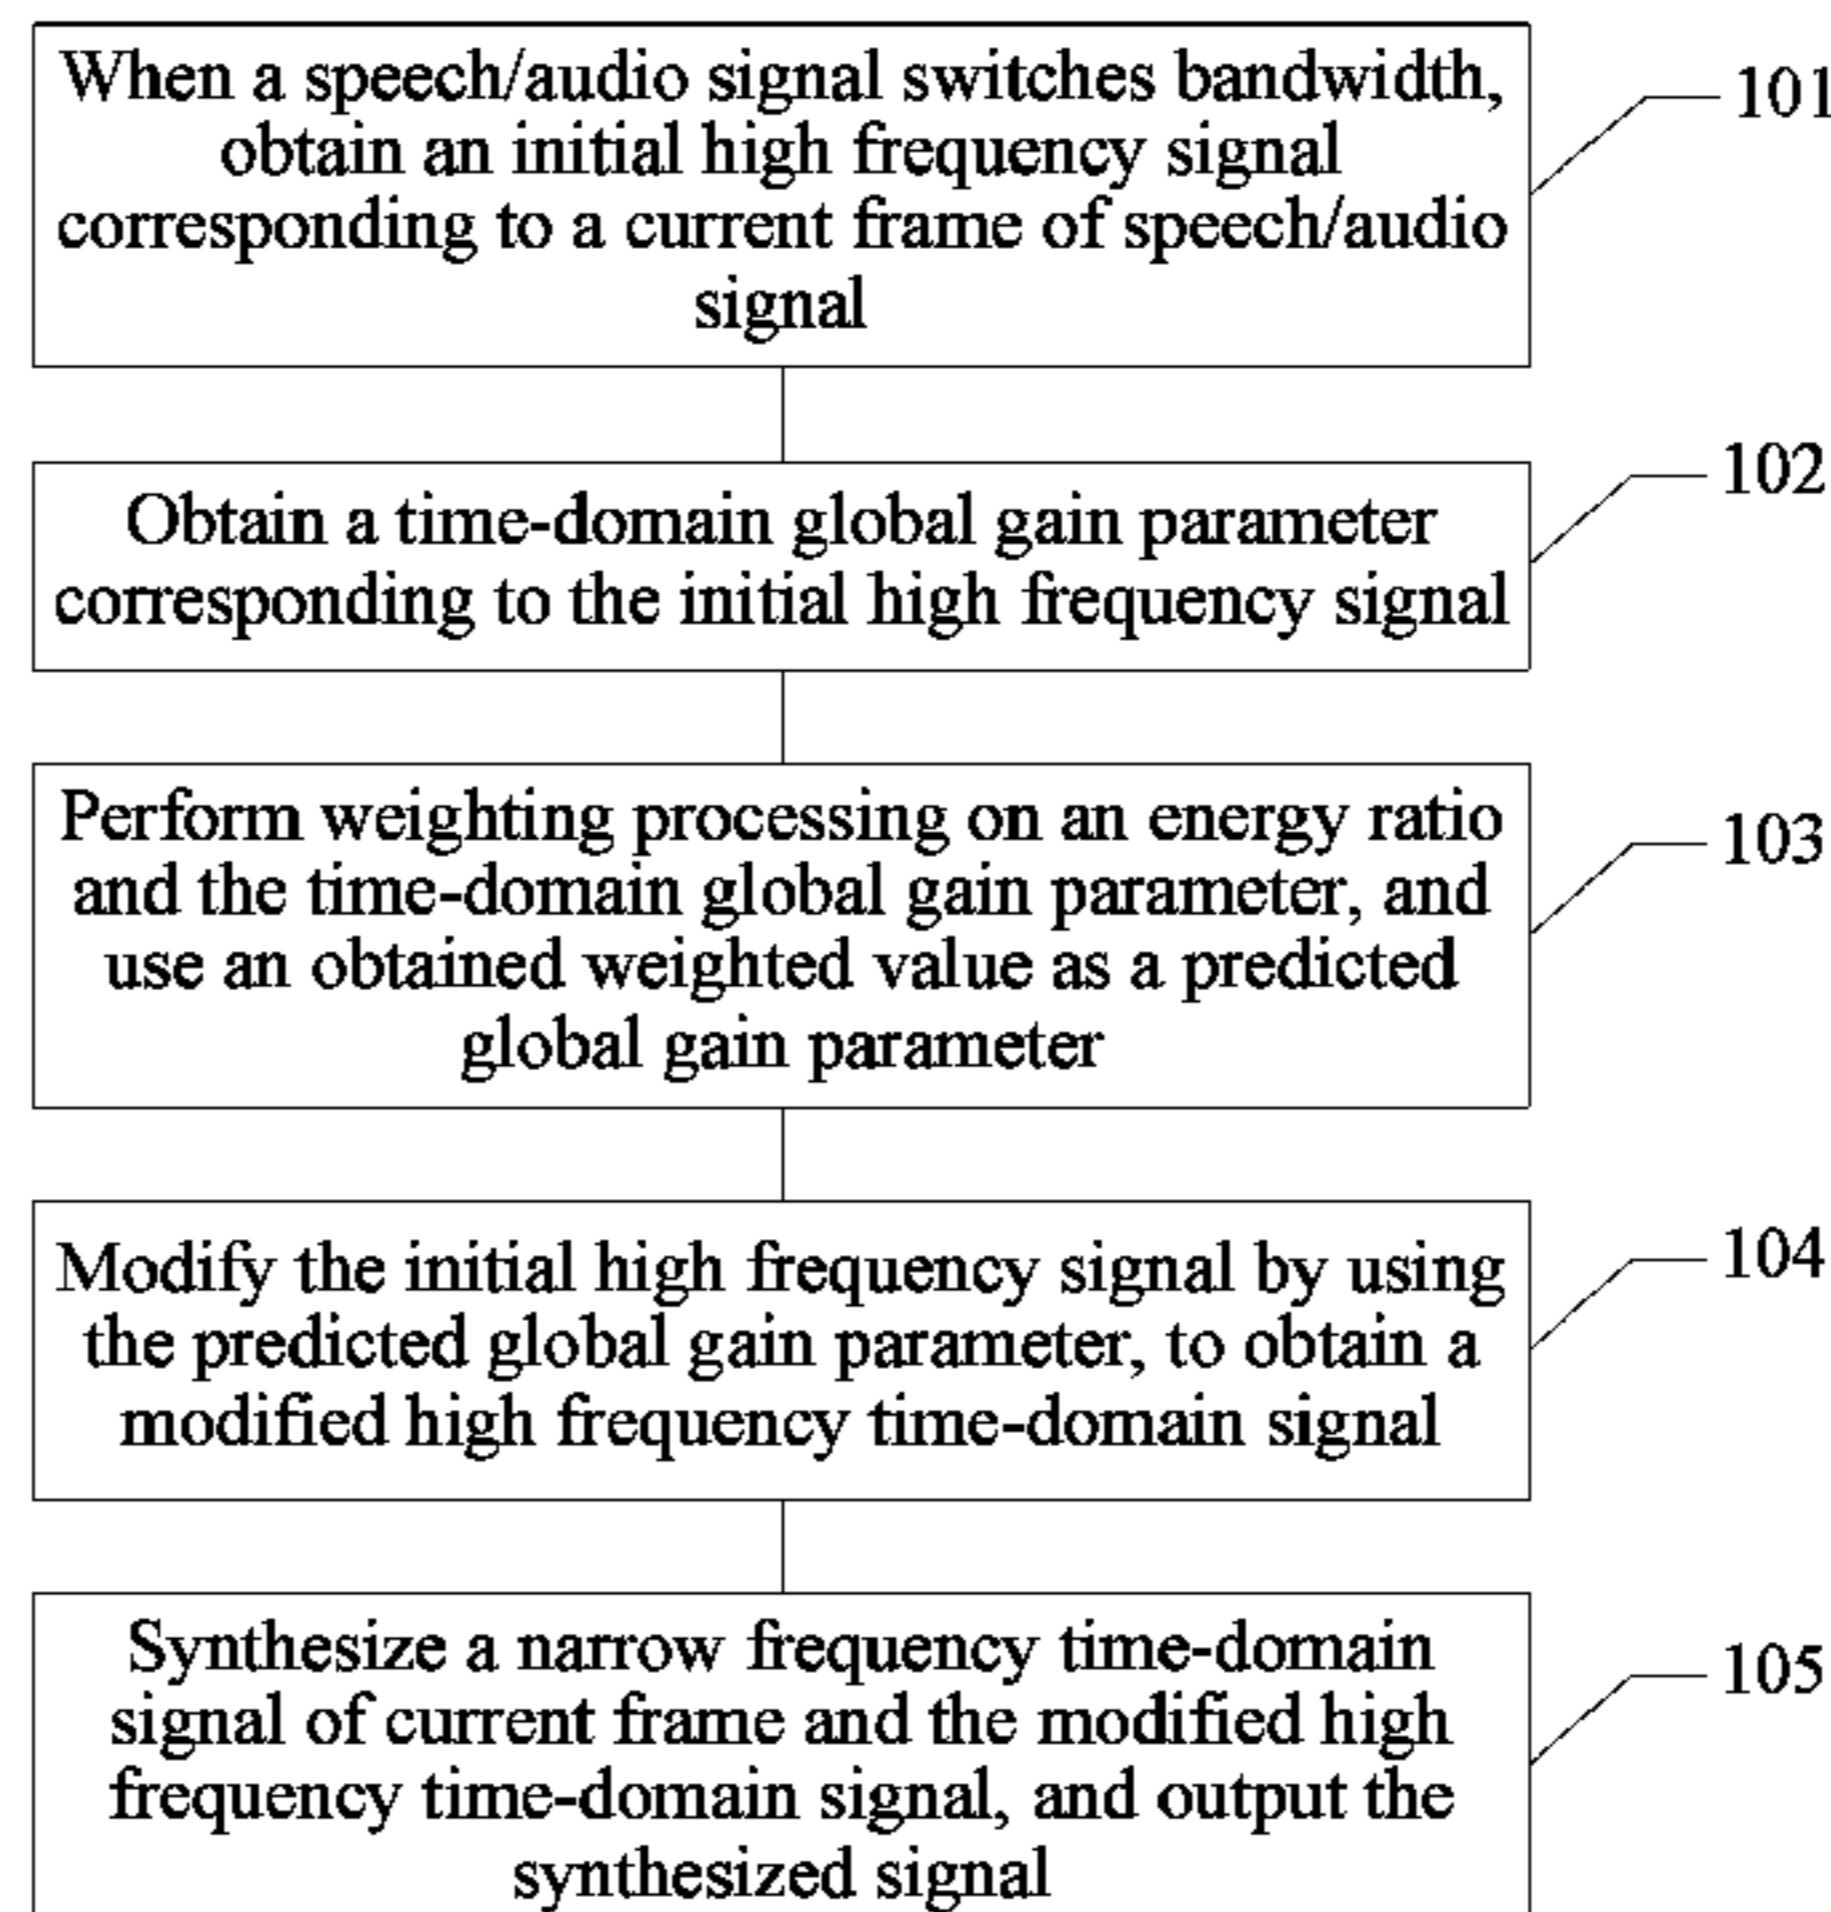 When a speech/audio signal switches bandwidth,
obtain an initial high frequency signal
corresponding to a current frame of speech/audio
signal
101
Obtain a time-domain global gain parameter
corresponding to the initial high frequency signal
102
Perform weighting processing on an energy ratio
and the time-domain global gain parameter, and
use an obtained weighted value as a predicted
global gain parameter
103
Modify the initial high frequency signal by using
the predicted global gain parameter, to obtain a
modified high frequency time-domain signal
104
Synthesize a narrow frequency time-domain
signal of current frame and the modified high
frequency time-domain signal, and output the
synthesized signal
105